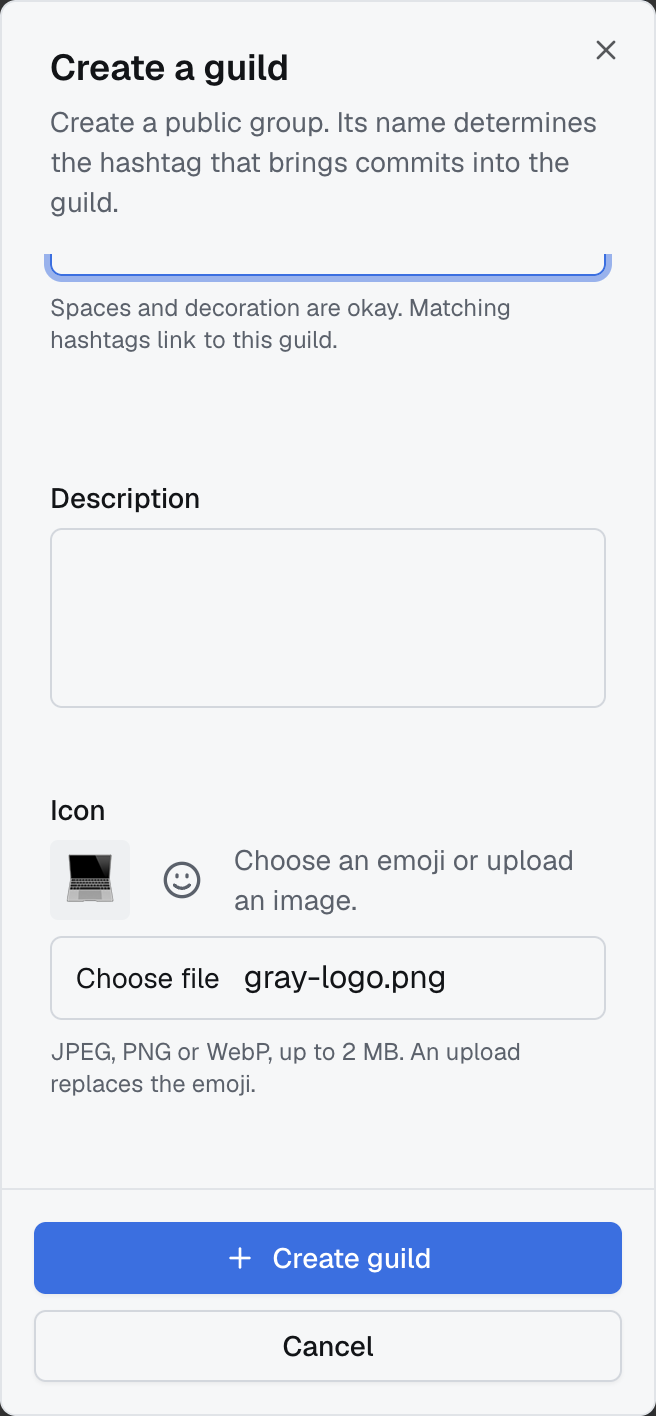 Create a guild
Create a public group. Its name determines
the hashtag that brings commits into the
guild.
Spaces and decoration are okay. Matching
hashtags link to this guild.
Description
Icon
Choose an emoji or upload
an image.
Choose file gray-logo.png
JPEG, PNG or WebP, up to 2 MB. An upload
replaces the emoji.
Create guild
Cancel